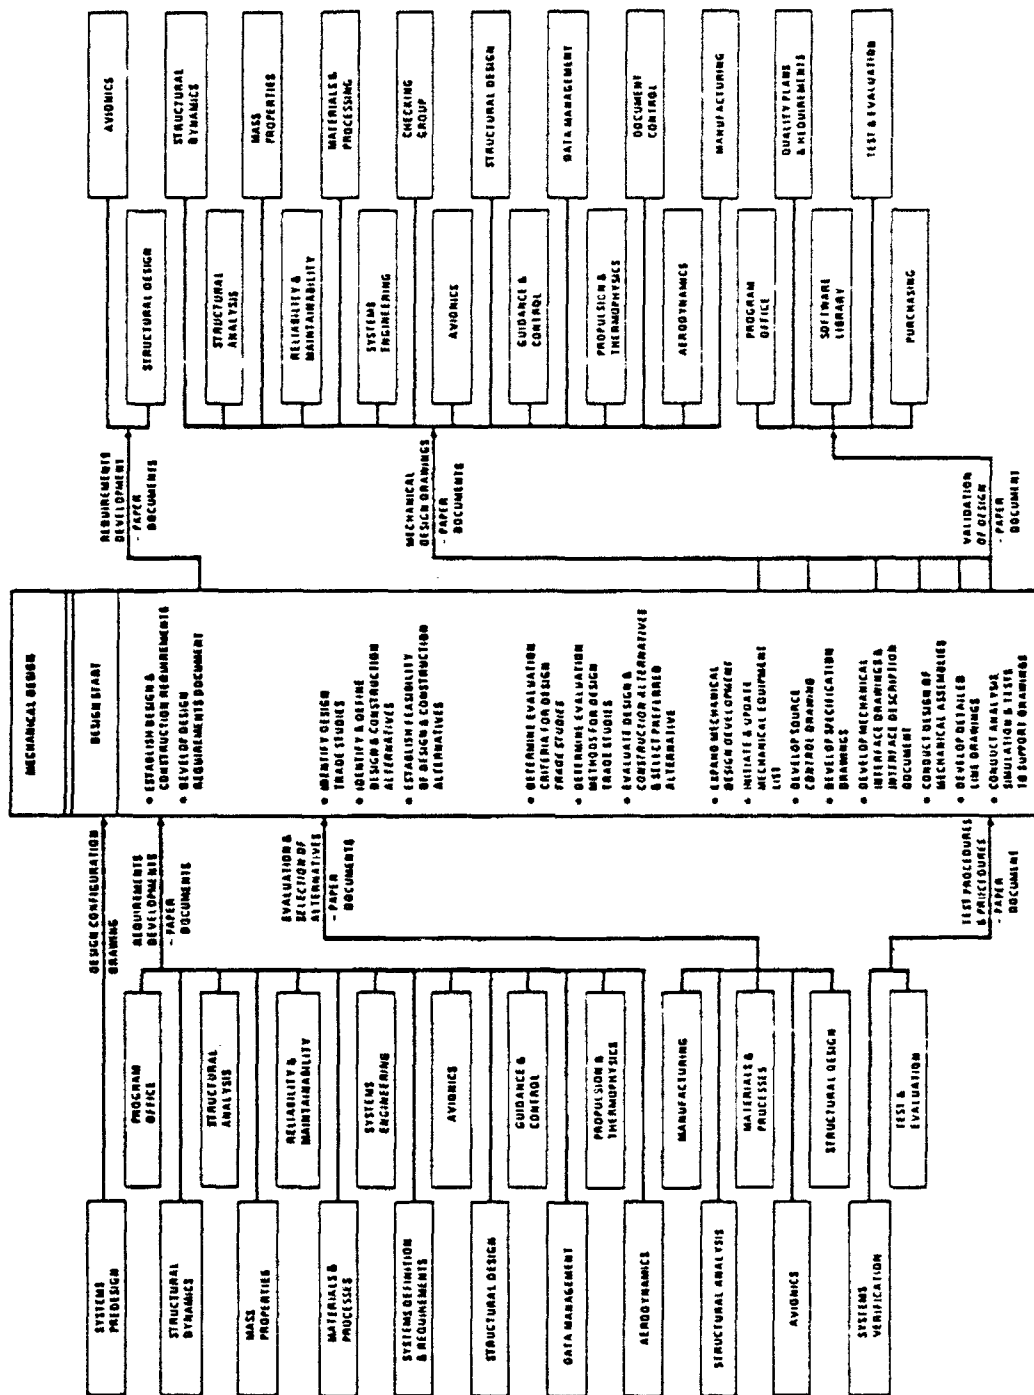 MECHANICAL DESIGN
DESIGN START
• ESTABLISH DESIGN &
CONSTRUCTION REQUIREMENTS
• DEVELOP DESIGN
REQUIREMENTS DOCUMENT
• IDENTIFY DESIGN
TRADE STUDIES
• IDENTIFY & DEFINE
DESIGN & CONSTRUCTION
ALTERNATIVES
• ESTABLISH FEASIBILITY
OF DESIGN & CONSTRUCTION
ALTERNATIVES
• DETERMINE EVALUATION
CRITERIA FOR DESIGN
TRADE STUDIES
• DETERMINE EVALUATION
METHODS FOR DESIGN
TRADE STUDIES
• EVALUATE DESIGN &
CONSTRUCTION ALTERNATIVES
& SELECT PREFERRED
ALTERNATIVE
• EXPAND MECHANICAL
DESIGN DEVELOPMENT
• INITIATE & UPDATE
MECHANICAL EQUIPMENT
LIST
• DEVELOP SOURCE
CONTROL DRAWING
• DEVELOP SPECIFICATION
DRAWINGS
• DEVELOP MECHANICAL
INTERFACE DRAWINGS &
INTERFACE DESCRIPTION
DOCUMENT
• CONDUCT DESIGN OF
MECHANICAL ASSEMBLIES
• DEVELOP DETAILED
LINE DRAWINGS
• CONDUCT ANALYSIS,
SIMULATION & TESTS
TO SUPPORT DRAWINGS
DESIGN CONFIGURATION
DRAWING
REQUIREMENTS
DEVELOPMENTS
- PAPER
DOCUMENTS
EVALUATION &
SELECTION OF
ALTERNATIVES
- PAPER
DOCUMENTS
TEST PROCEDURES
& PROCEDURES
- PAPER
DOCUMENT
SYSTEMS
PREDESIGN
PROGRAM
OFFICE
STRUCTURAL
DYNAMICS
STRUCTURAL
ANALYSIS
MASS
PROPERTIES
RELIABILITY &
MAINTAINABILITY
MATERIALS &
PROCESSES
SYSTEMS
ENGINEERING
SYSTEMS DEFINITION
& REQUIREMENTS
AVIONICS
STRUCTURAL DESIGN
GUIDANCE &
CONTROL
DATA MANAGEMENT
PROPULSION &
THERMOPHYSICS
AERODYNAMICS
MANUFACTURING
STRUCTURAL ANALYSIS
MATERIALS &
PROCESSES
AVIONICS
STRUCTURAL DESIGN
SYSTEMS
VERIFICATION
TEST &
EVALUATION
REQUIREMENTS
DEVELOPMENT
- PAPER
DOCUMENTS
MECHANICAL
DESIGN DRAWINGS
- PAPER
DOCUMENTS
VALIDATION
OF DESIGN
- PAPER
DOCUMENT
AVIONICS
STRUCTURAL DESIGN
STRUCTURAL
DYNAMICS
STRUCTURAL
ANALYSIS
MASS
PROPERTIES
RELIABILITY &
MAINTAINABILITY
MATERIALS &
PROCESSING
SYSTEMS
ENGINEERING
CHECKING
GROUP
AVIONICS
STRUCTURAL DESIGN
GUIDANCE &
CONTROL
DATA MANAGEMENT
PROPULSION &
THERMOPHYSICS
DOCUMENT
CONTROL
AERODYNAMICS
MANUFACTURING
PROGRAM
OFFICE
QUALITY PLANS
& REQUIREMENTS
SOFTWARE
LIBRARY
TEST & EVALUATION
PURCHASING